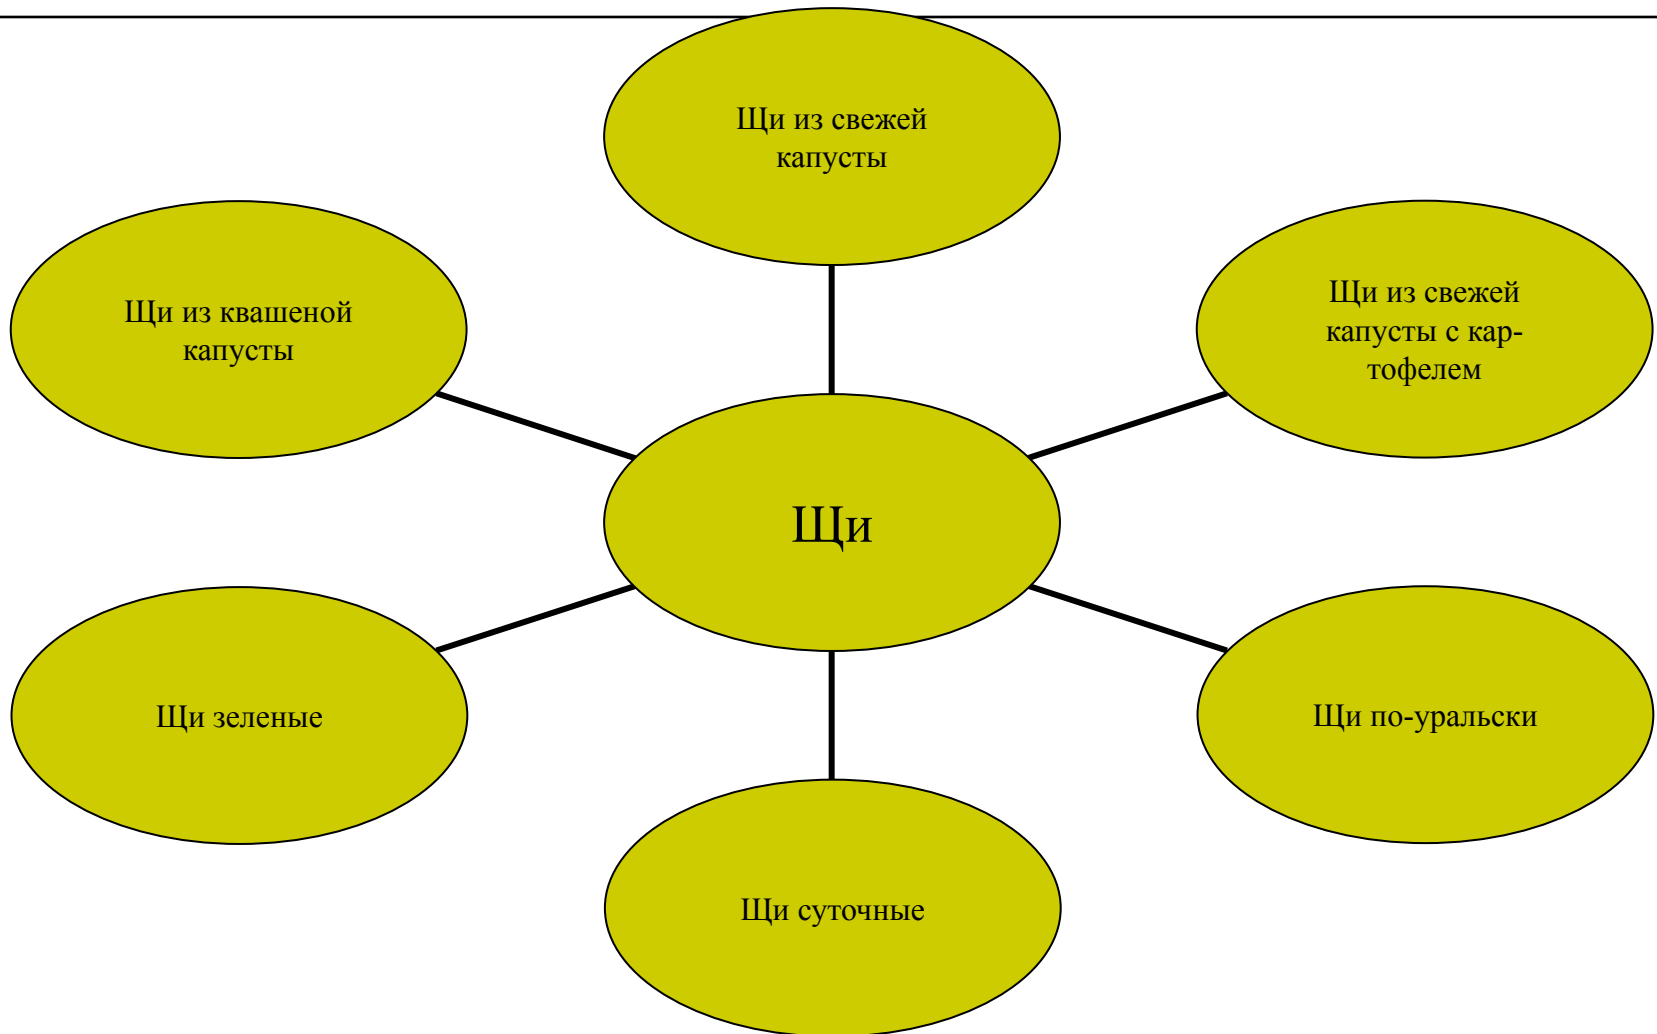 Щи из свежей
капусты
Щи из квашеной
капусты
Щи из свежей
капусты с кар-
тофелем
Щи
Щи зеленые
Щи по-уральски
Щи суточные